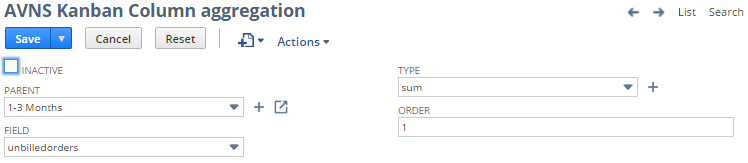 AVNS Kanban Column aggregation
List Search
Save Cancel Reset Actions
INACTIVE
PARENT
1-3 Months
FIELD
unbilledorders
TYPE
sum
ORDER
1